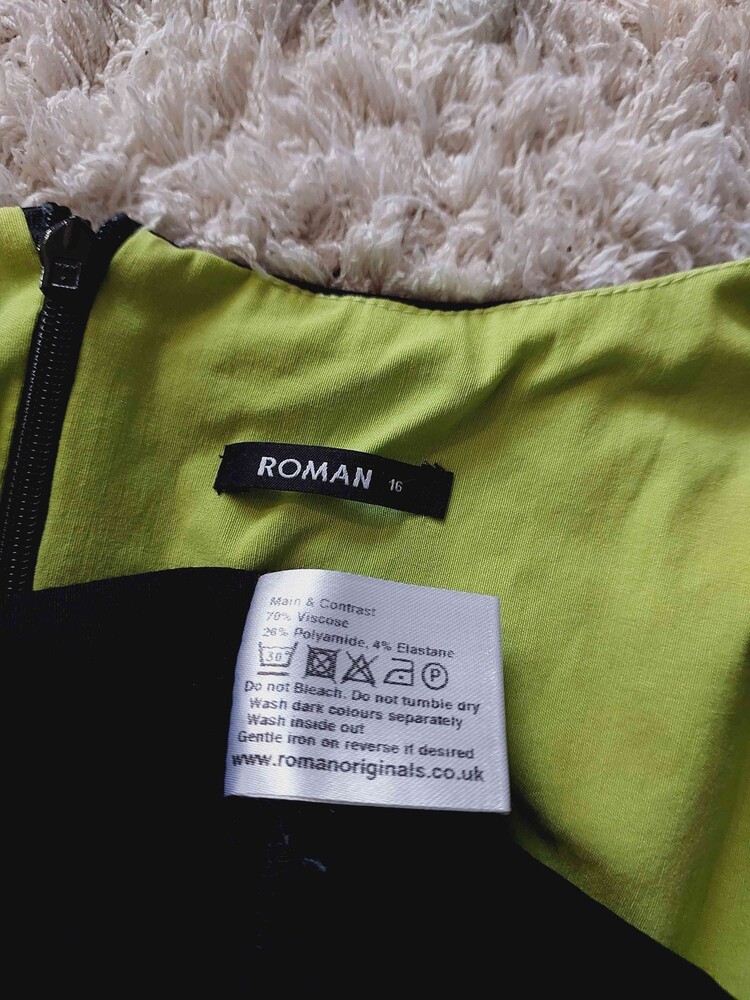 ROMAN 16
Main & Contrast
70% Viscose
26% Polyamide, 4% Elastane
30° P
Do not Bleach. Do not tumble dry
Wash dark colours separately
Wash inside out
Gentle iron on reverse if desired
www.romanoriginals.co.uk